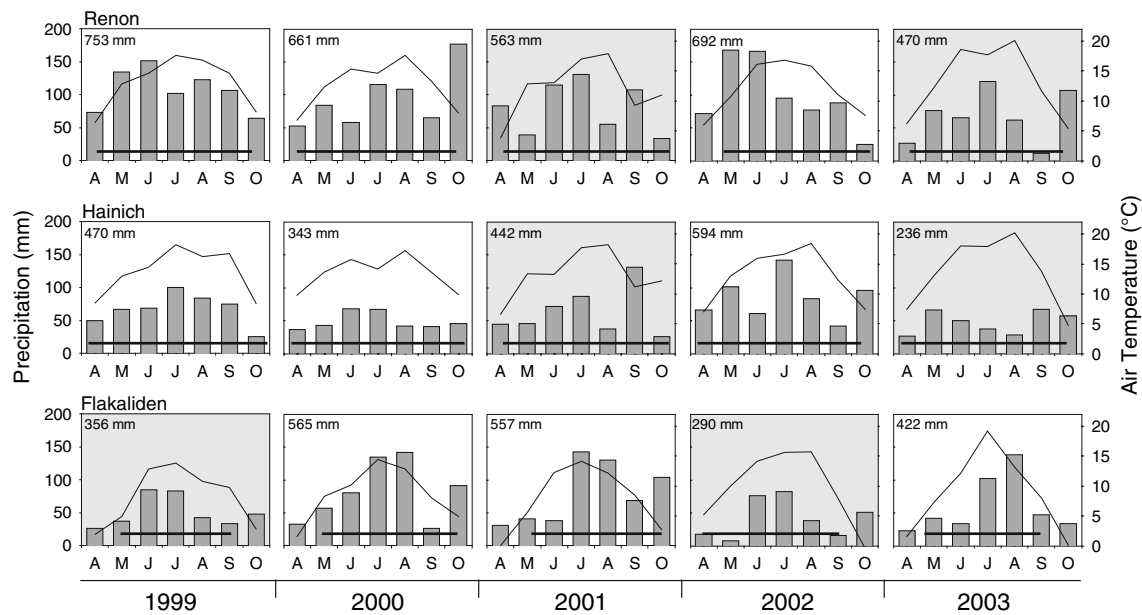 Renon
200
150
100
50
0
753 mm
661 mm
563 mm
692 mm
470 mm
20
15
10
5
0
A M J J A S O
A M J J A S O
A M J J A S O
A M J J A S O
A M J J A S O
Precipitation (mm)
Air Temperature (°C)
Hainich
200
150
100
50
0
470 mm
343 mm
442 mm
594 mm
236 mm
20
15
10
5
0
A M J J A S O
A M J J A S O
A M J J A S O
A M J J A S O
A M J J A S O
Flakaliden
200
150
100
50
0
356 mm
565 mm
557 mm
290 mm
422 mm
20
15
10
5
0
A M J J A S O
A M J J A S O
A M J J A S O
A M J J A S O
A M J J A S O
1999
2000
2001
2002
2003